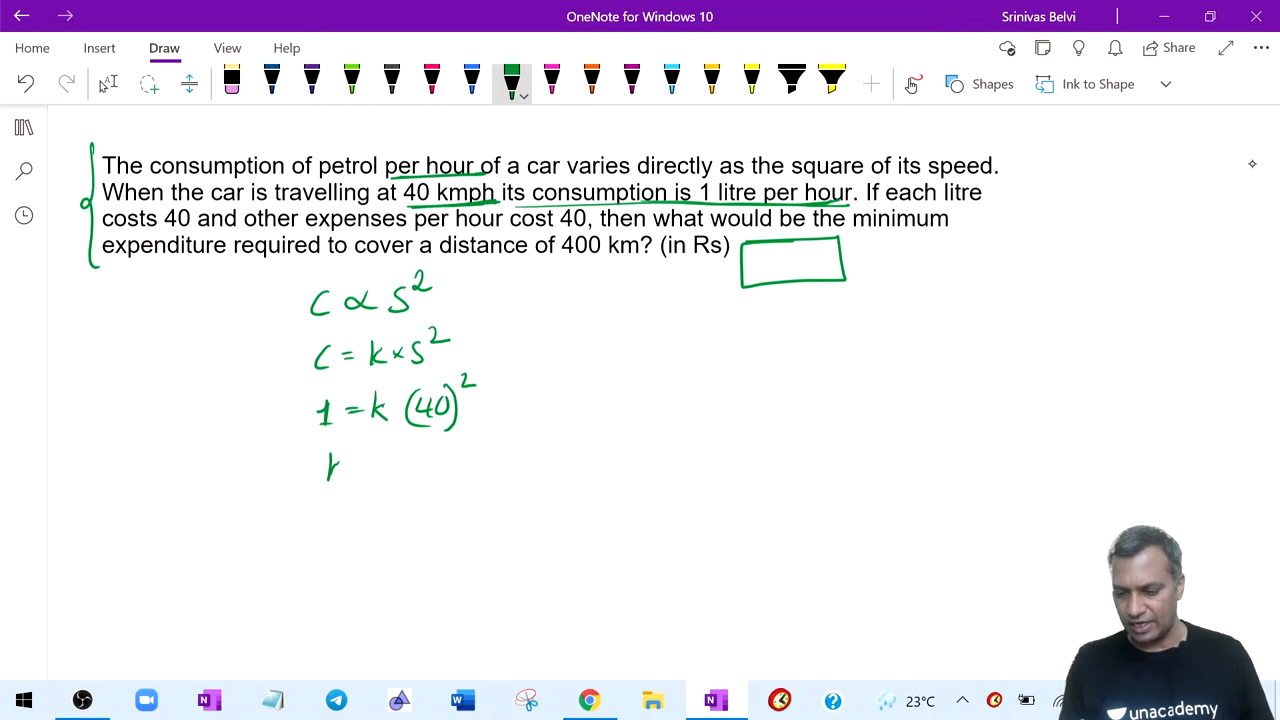 OneNote for Windows 10
Srinivas Belvi
Home Insert Draw View Help
Share
Shapes
Ink to Shape
The consumption of petrol per hour of a car varies directly as the square of its speed.
When the car is travelling at 40 kmph its consumption is 1 litre per hour. If each litre
costs 40 and other expenses per hour cost 40, then what would be the minimum
expenditure required to cover a distance of 400 km? (in Rs)
C ∝ S²
C = k × S²
1 = k (40)²
unacademy
23°C